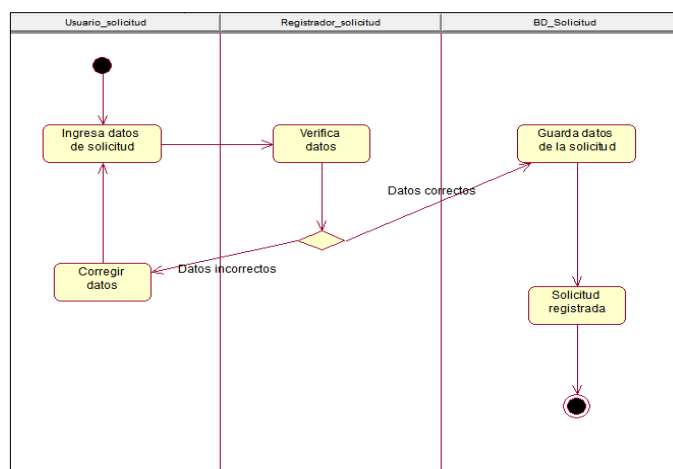 Usuario_solicitud
Registrador_solicitud
BD_Solicitud
Ingresa datos
de solicitud
Verifica
datos
Guarda datos
de la solicitud
Datos correctos
Datos incorrectos
Corregir
datos
Solicitud
registrada